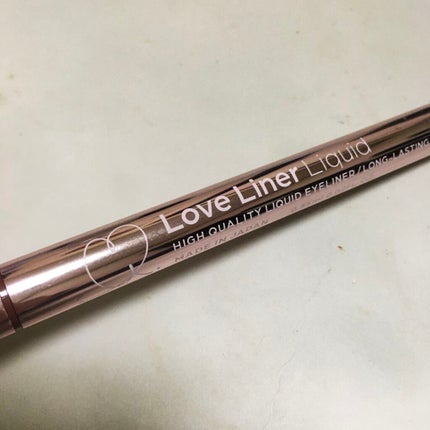 Love Liner Liquid
HIGH QUALITY LIQUID EYELINER/LONG-LASTING
MADE IN JAPAN